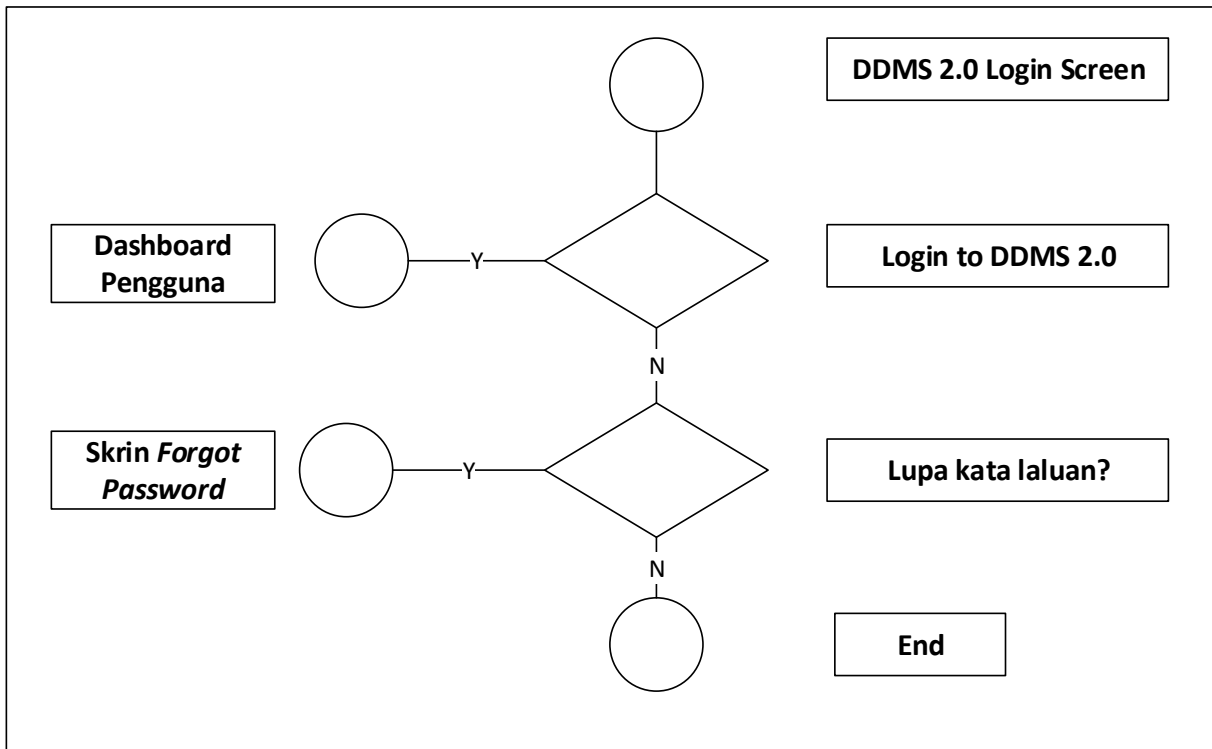 DDMS 2.0 Login Screen
Dashboard
Pengguna
Y
Login to DDMS 2.0
N
Skrin Forgot
Password
Y
Lupa kata laluan?
N
End